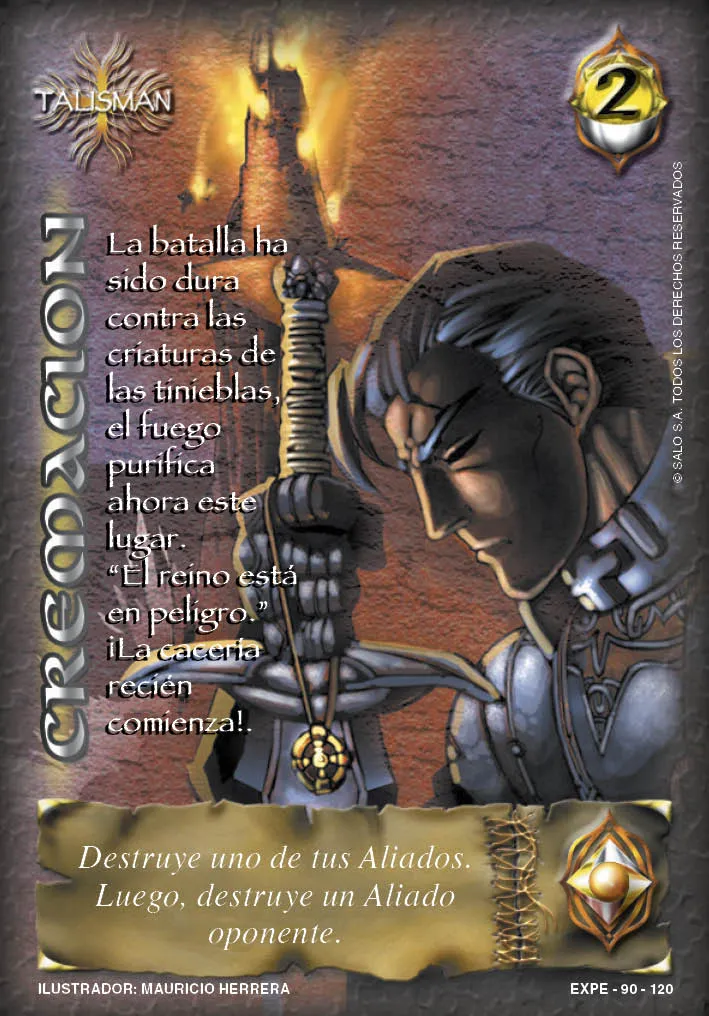 TALISMAN
2
CREMACION
La batalla ha
sido dura
contra las
criaturas de
las tinieblas,
el fuego
purifica
ahora este
lugar.
“El reino está
en peligro.”
¡La cacería
recién
comienza!.
© SALO S.A. TODOS LOS DERECHOS RESERVADOS
Destruye uno de tus Aliados.
Luego, destruye un Aliado
oponente.
ILUSTRADOR: MAURICIO HERRERA
EXPE - 90 - 120